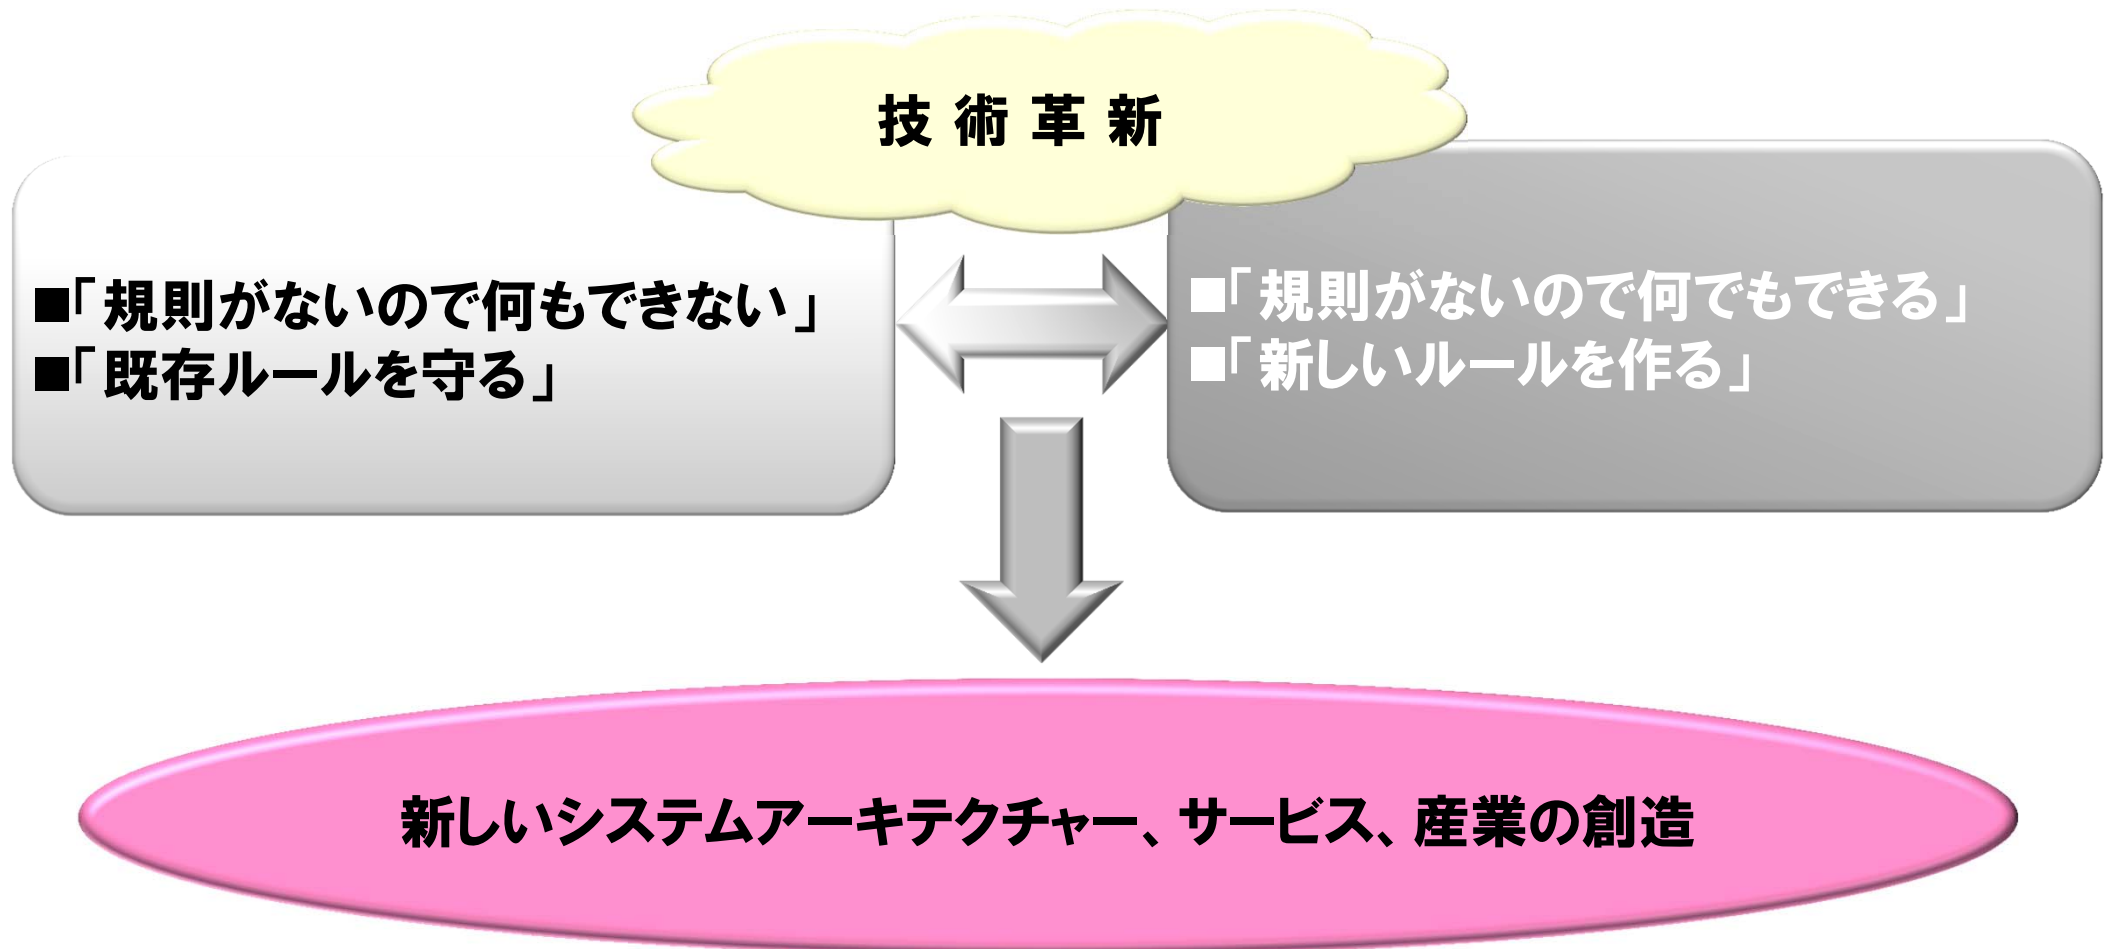 技術革新
■「規則がないので何もできない」
■「既存ルールを守る」
■「規則がないので何でもできる」
■「新しいルールを作る」
新しいシステムアーキテクチャー、サービス、産業の創造